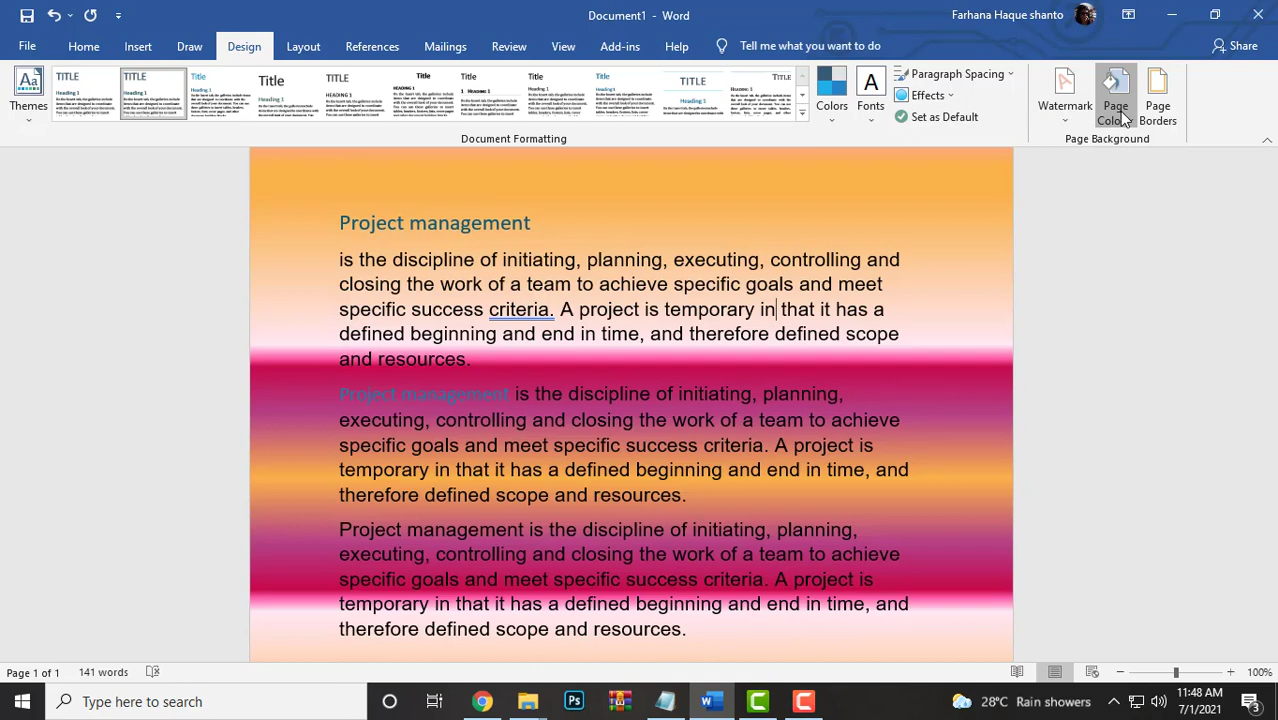 Document1 - Word
Farhana Haque shanto
File Home Insert Draw Design Layout References Mailings Review View Add-ins Help Tell me what you want to do Share
Themes
Colors
Fonts
Paragraph Spacing
Effects
Set as Default
Watermark
Page
Page Borders
Document Formatting
Page Background
Project management
is the discipline of initiating, planning, executing, controlling and
closing the work of a team to achieve specific goals and meet
specific success criteria. A project is temporary in that it has a
defined beginning and end in time, and therefore defined scope
and resources.
Project management is the discipline of initiating, planning,
executing, controlling and closing the work of a team to achieve
specific goals and meet specific success criteria. A project is
temporary in that it has a defined beginning and end in time, and
therefore defined scope and resources.
Project management is the discipline of initiating, planning,
executing, controlling and closing the work of a team to achieve
specific goals and meet specific success criteria. A project is
temporary in that it has a defined beginning and end in time, and
therefore defined scope and resources.
Page 1 of 1 141 words 100%
Type here to search
28°C Rain showers
11:48 AM
7/1/2021
3